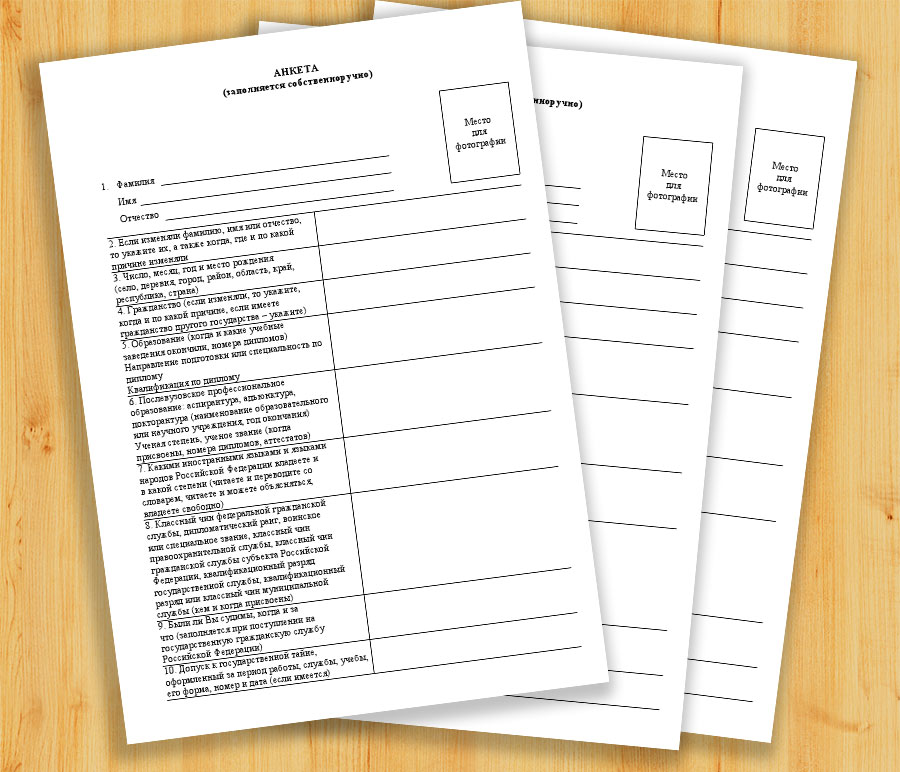 АНКЕТА
(заполняется собственноручно)
Место
для
фотографии
1. Фамилия
Имя
Отчество
2. Если изменяли фамилию, имя или отчество,
то укажите их, а также когда, где и по какой
причине изменяли
3. Число, месяц, год и место рождения
(село, деревня, город, район, область, край,
республика, страна)
4. Гражданство (если изменяли, то укажите,
когда и по какой причине, если имеете
гражданство другого государства – укажите)
5. Образование (когда и какие учебные
заведения окончили, номера дипломов)
Направление подготовки или специальность по
диплому
Квалификация по диплому
6. Послевузовское профессиональное
образование: аспирантура, адъюнктура,
докторантура (наименование образовательного
или научного учреждения, год окончания)
Ученая степень, ученое звание (когда
присвоены, номера дипломов, аттестатов)
7. Какими иностранными языками и языками
народов Российской Федерации владеете и
в какой степени (читаете и переводите со
словарем, читаете и можете объясняться,
владеете свободно)
8. Классный чин федеральной гражданской
службы, дипломатический ранг, воинское
или специальное звание, классный чин
правоохранительной службы, классный чин
гражданской службы субъекта Российской
Федерации, квалификационный разряд
государственной службы, квалификационный
разряд или классный чин муниципальной
службы (кем и когда присвоены)
9. Были ли Вы судимы, когда и за
что (заполняется при поступлении на
государственную гражданскую службу
Российской Федерации)
10. Допуск к государственной тайне,
оформленный за период работы, службы, учебы,
его форма, номер и дата (если имеется)
нноручно)
Место
для
фотографии
Место
для
фотографии